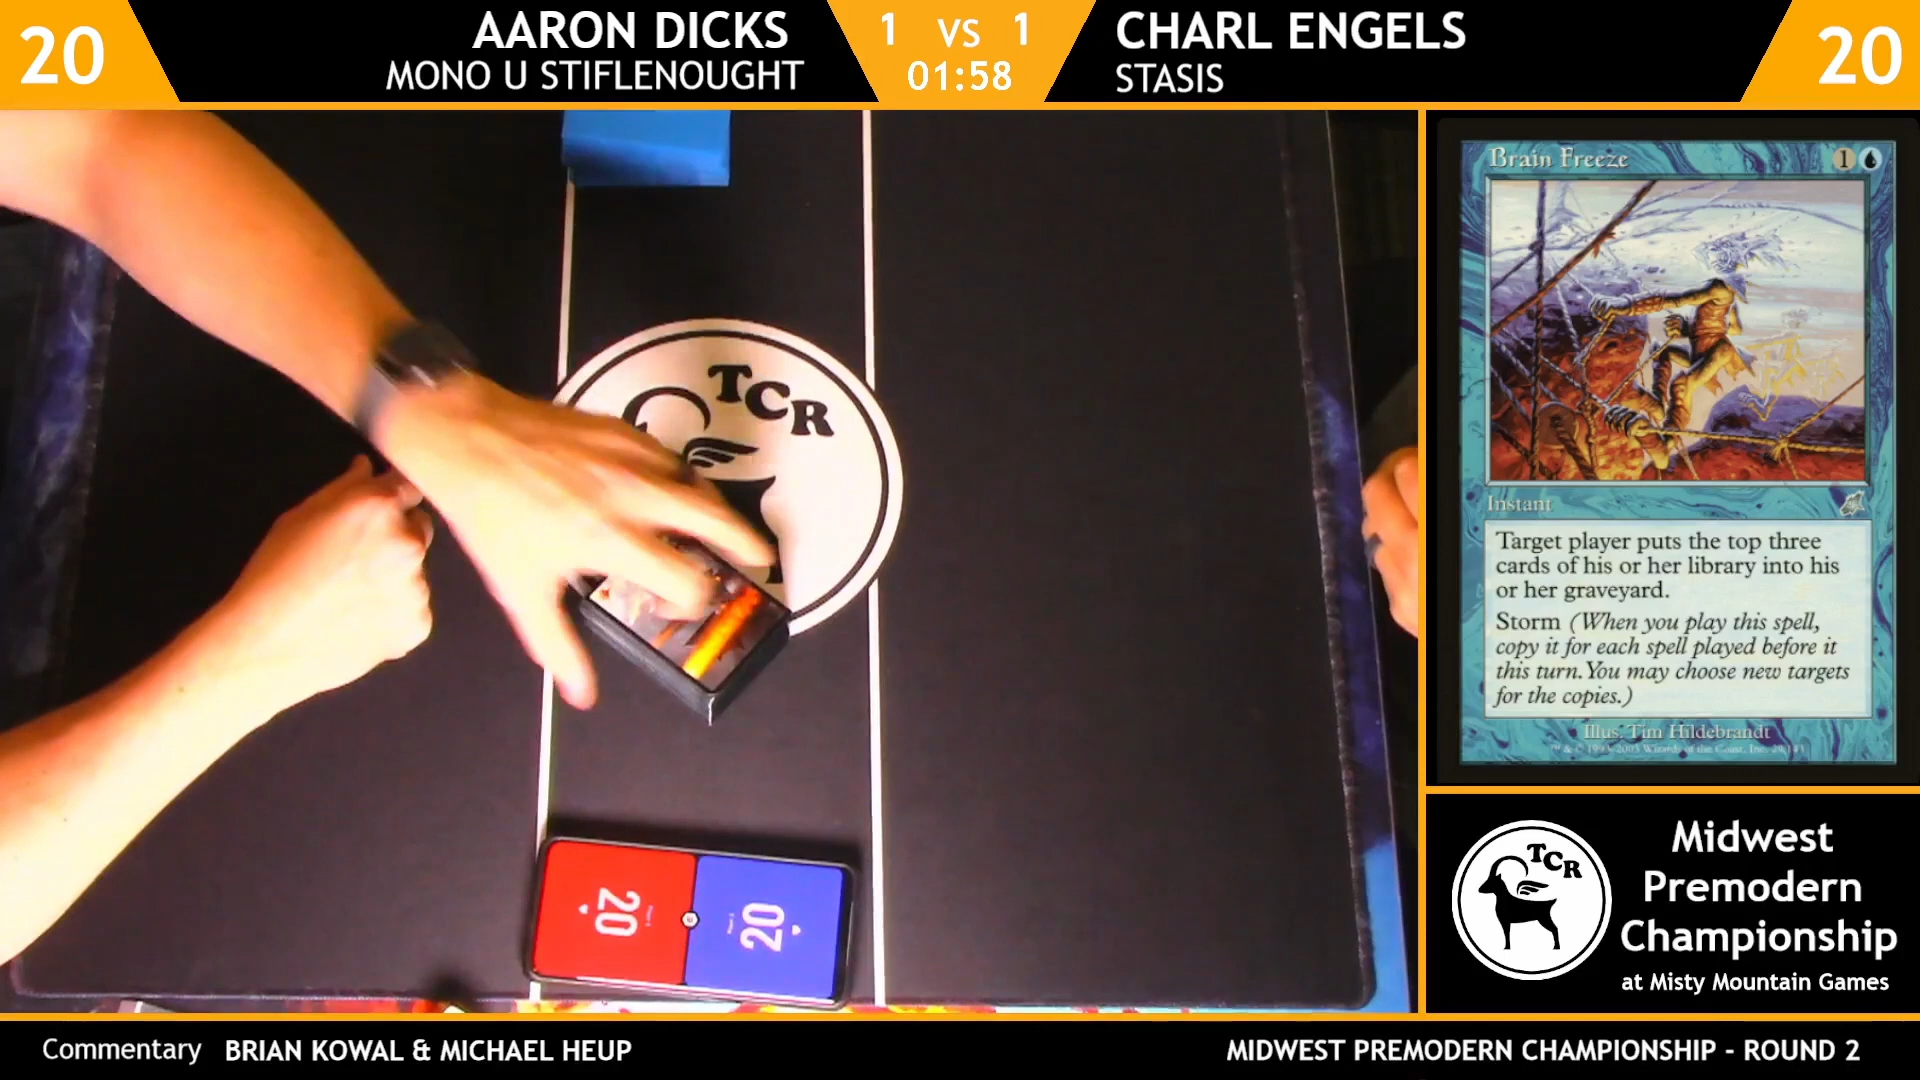 20
AARON DICKS
MONO U STIFLENOUGHT
1 VS 1
01:58
CHARL ENGELS
STASIS
20
TCR
20
20
Brain Freeze
1
Instant
Target player puts the top three
cards of his or her library into his
or her graveyard.
Storm (When you play this spell,
copy it for each spell played before it
this turn. You may choose new targets
for the copies.)
Illus. Tim Hildebrandt
TCR
Midwest
Premodern
Championship
at Misty Mountain Games
Commentary BRIAN KOWAL & MICHAEL HEUP
MIDWEST PREMODERN CHAMPIONSHIP - ROUND 2